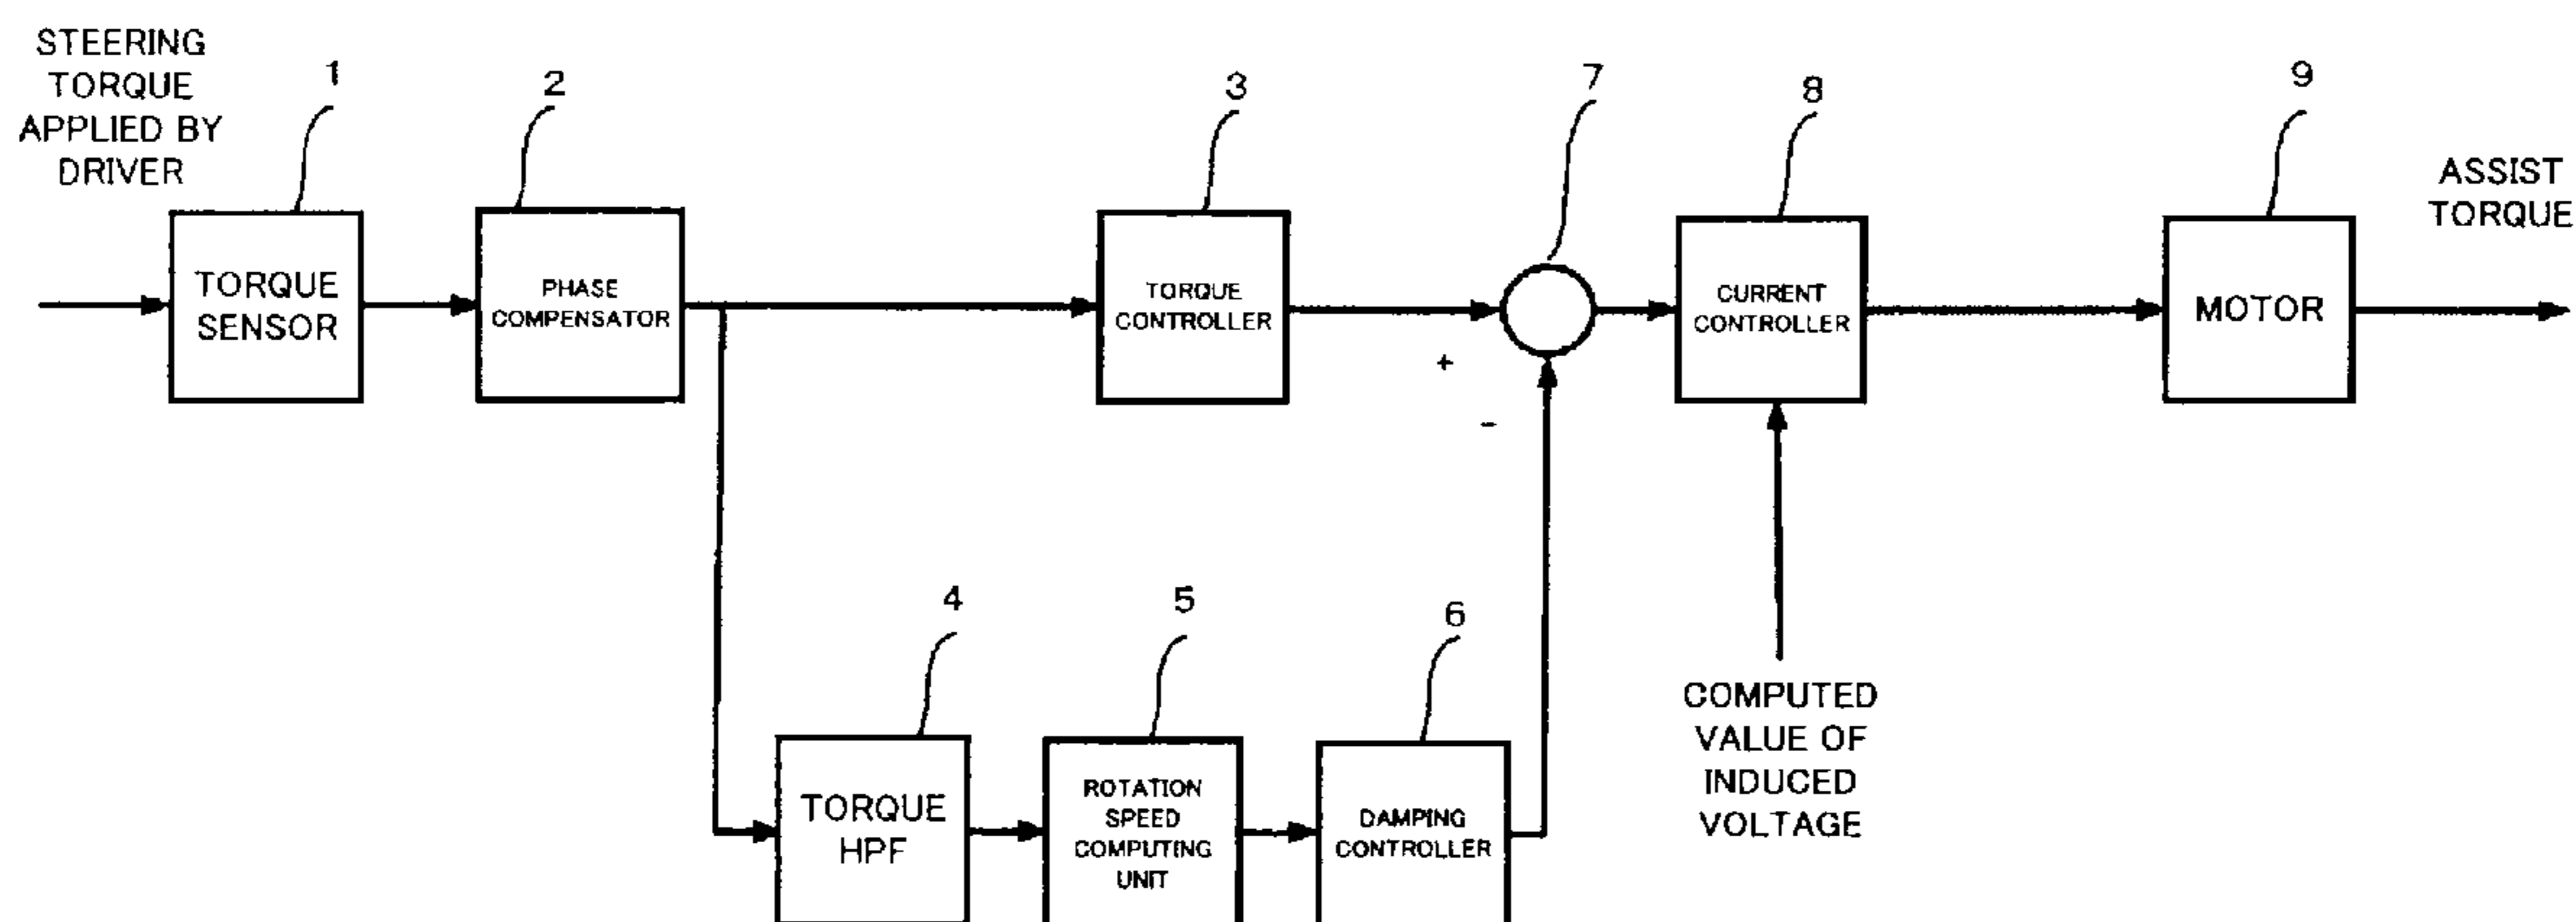 STEERING
TORQUE
APPLIED BY
DRIVER
1
2
3
7
8
9
ASSIST
TORQUE
TORQUE
SENSOR
PHASE
COMPENSATOR
TORQUE
CONTROLLER
+
-
CURRENT
CONTROLLER
MOTOR
4
5
6
TORQUE
HPF
ROTATION
SPEED
COMPUTING
UNIT
DAMPING
CONTROLLER
COMPUTED
VALUE OF
INDUCED
VOLTAGE